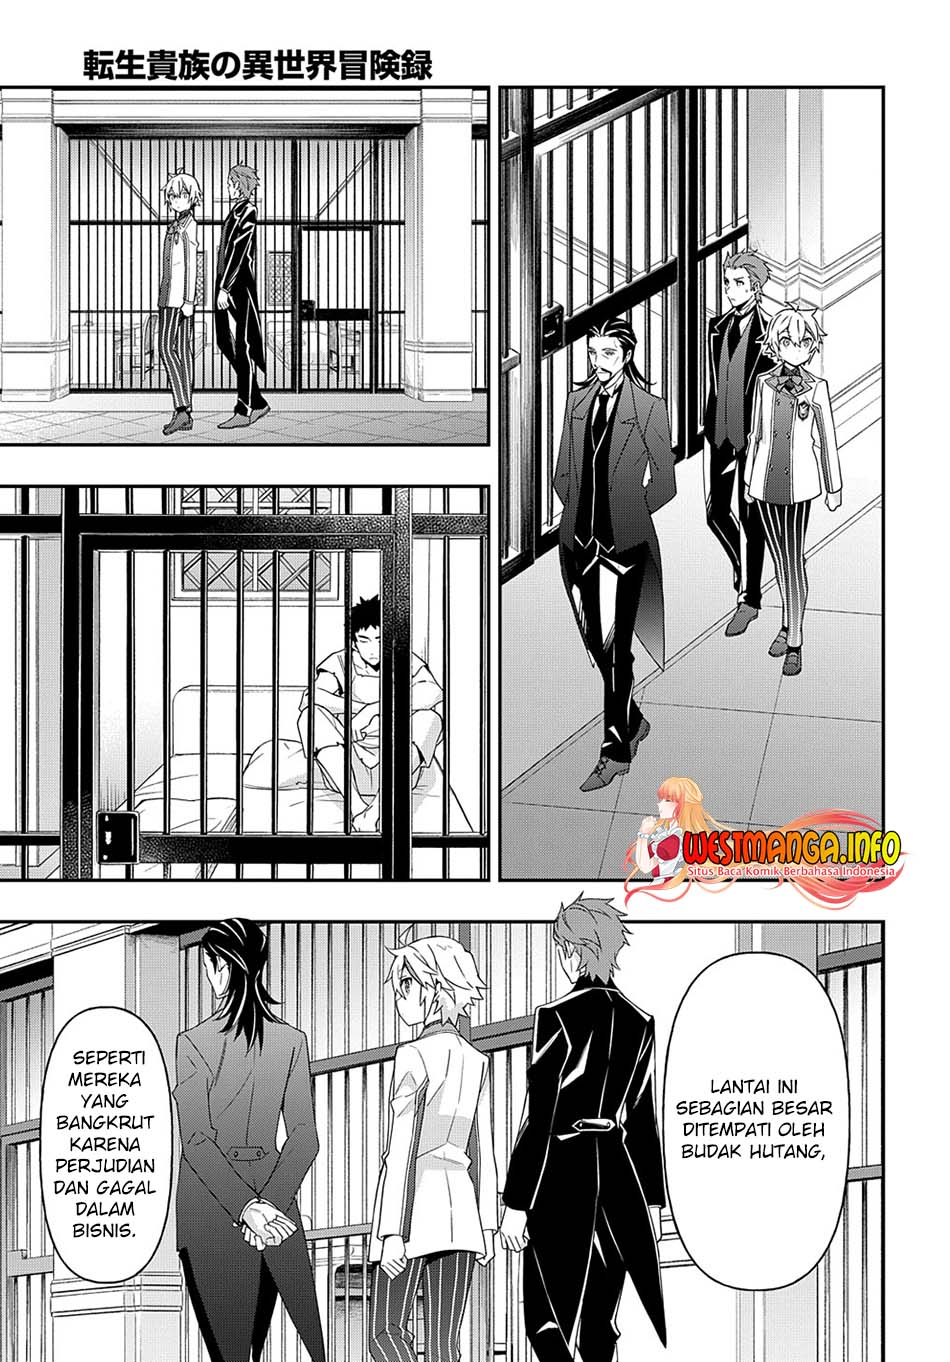 転生貴族の異世界冒険録
WESTMANGA.INFO
Situs Baca Komik Berbahasa Indonesia
LANTAI INI
SEBAGIAN BESAR
DITEMPATI OLEH
BUDAK HUTANG,
SEPERTI
MEREKA
YANG
BANGKRUT
KARENA
PERJUDIAN
DAN GAGAL
DALAM
BISNIS.